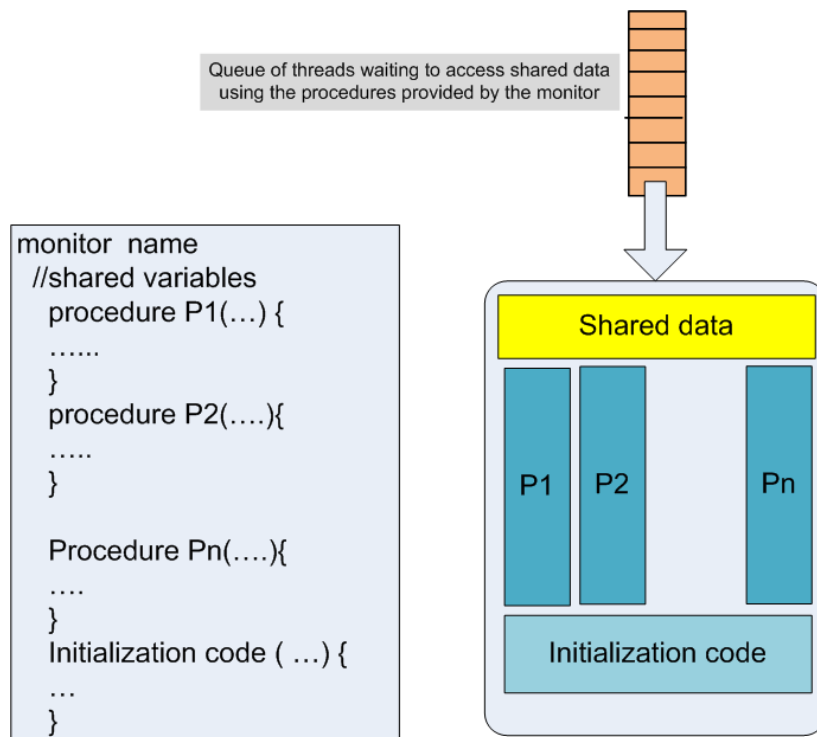 Queue of threads waiting to access shared data
using the procedures provided by the monitor
monitor name
//shared variables
procedure P1(…) {
…...
}
procedure P2(….){
…..
}
Procedure Pn(….){
….
}
Initialization code ( …) {
…
}
Shared data
P1
P2
Pn
Initialization code